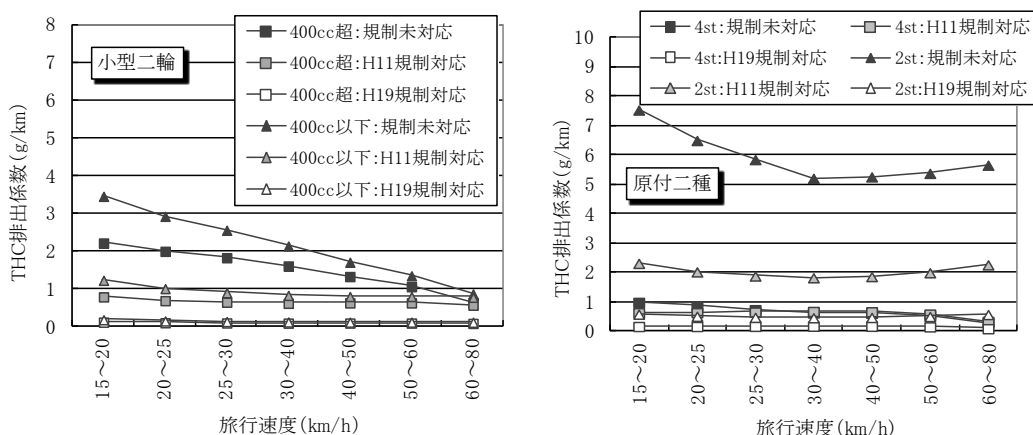 8
7
6
5
4
3
2
1
0
THC排出係数(g/km)
小型二輪
400cc超:規制未対応
400cc超:H11規制対応
400cc超:H19規制対応
400cc以下:規制未対応
400cc以下:H11規制対応
400cc以下:H19規制対応
15～20
20～25
25～30
30～40
40～50
50～60
60～80
旅行速度(km/h)
4st:規制未対応
4st:H11規制対応
4st:H19規制対応
2st:規制未対応
2st:H11規制対応
2st:H19規制対応
10
9
8
7
6
5
4
3
2
1
0
THC排出係数(g/km)
原付二種
15～20
20～25
25～30
30～40
40～50
50～60
60～80
旅行速度(km/h)